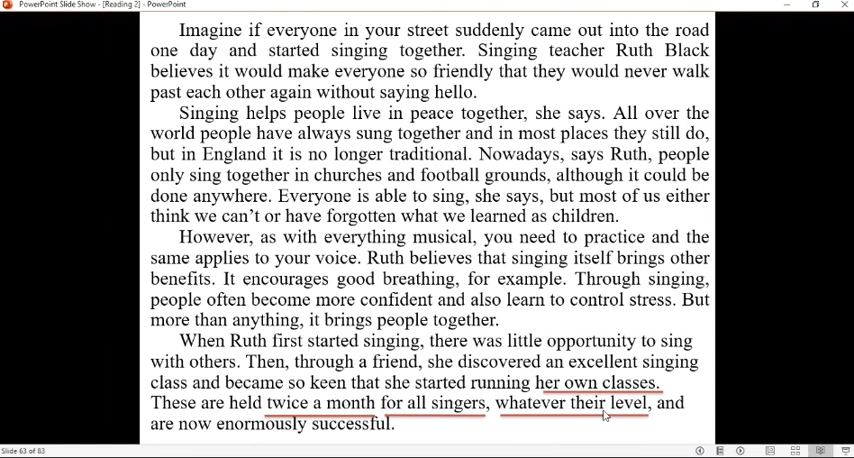 PowerPoint Slide Show - [Reading 2] - PowerPoint
Imagine if everyone in your street suddenly came out into the road
one day and started singing together. Singing teacher Ruth Black
believes it would make everyone so friendly that they would never walk
past each other again without saying hello.
Singing helps people live in peace together, she says. All over the
world people have always sung together and in most places they still do,
but in England it is no longer traditional. Nowadays, says Ruth, people
only sing together in churches and football grounds, although it could be
done anywhere. Everyone is able to sing, she says, but most of us either
think we can't or have forgotten what we learned as children.
However, as with everything musical, you need to practice and the
same applies to your voice. Ruth believes that singing itself brings other
benefits. It encourages good breathing, for example. Through singing,
people often become more confident and also learn to control stress. But
more than anything, it brings people together.
When Ruth first started singing, there was little opportunity to sing
with others. Then, through a friend, she discovered an excellent singing
class and became so keen that she started running her own classes.
These are held twice a month for all singers, whatever their level, and
are now enormously successful.
Slide 63 of 83